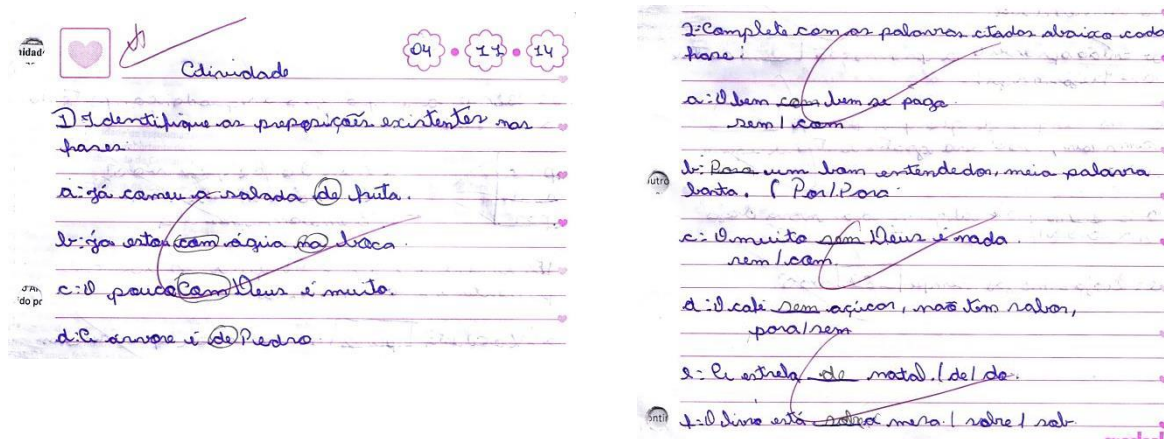 04 . 11 . 14
Atividade
1) Identifique as preposições existentes nas
frases:
a: Já comeu a salada de fruta.
b: já estou com água na boca.
c: O pouco Com Deus é muito.
d: A árvore é de Pedro
2: Complete com os palavras citadas abaixo cada
frase:
a: O bem com bem se paga.
sem / com
b: Para um bom entendedor, meia palavra
basta. ( Por/Para
c: O muito sem Deus é nada.
sem / com.
d: O café sem açúcar, não tem sabor,
para/sem
e: A estrela de natal. / de / do.
f: O livro está sobre a mesa. / sobre / sob